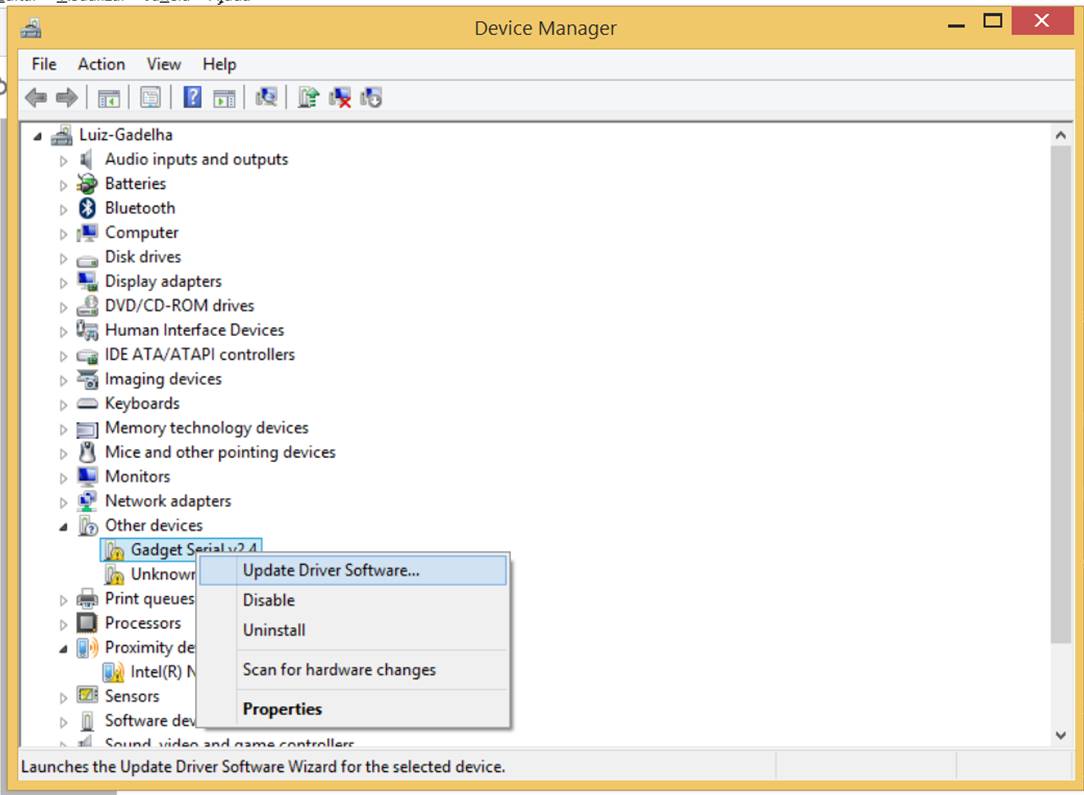 Device Manager
File Action View Help
Luiz-Gadelha
Audio inputs and outputs
Batteries
Bluetooth
Computer
Disk drives
Display adapters
DVD/CD-ROM drives
Human Interface Devices
IDE ATA/ATAPI controllers
Imaging devices
Keyboards
Memory technology devices
Mice and other pointing devices
Monitors
Network adapters
Other devices
Gadget Serial v2.4
Unknown
Print queues
Processors
Proximity de
Intel(R) N
Sensors
Software dev
Sound, video and game controllers
Update Driver Software...
Disable
Uninstall
Scan for hardware changes
Properties
Launches the Update Driver Software Wizard for the selected device.